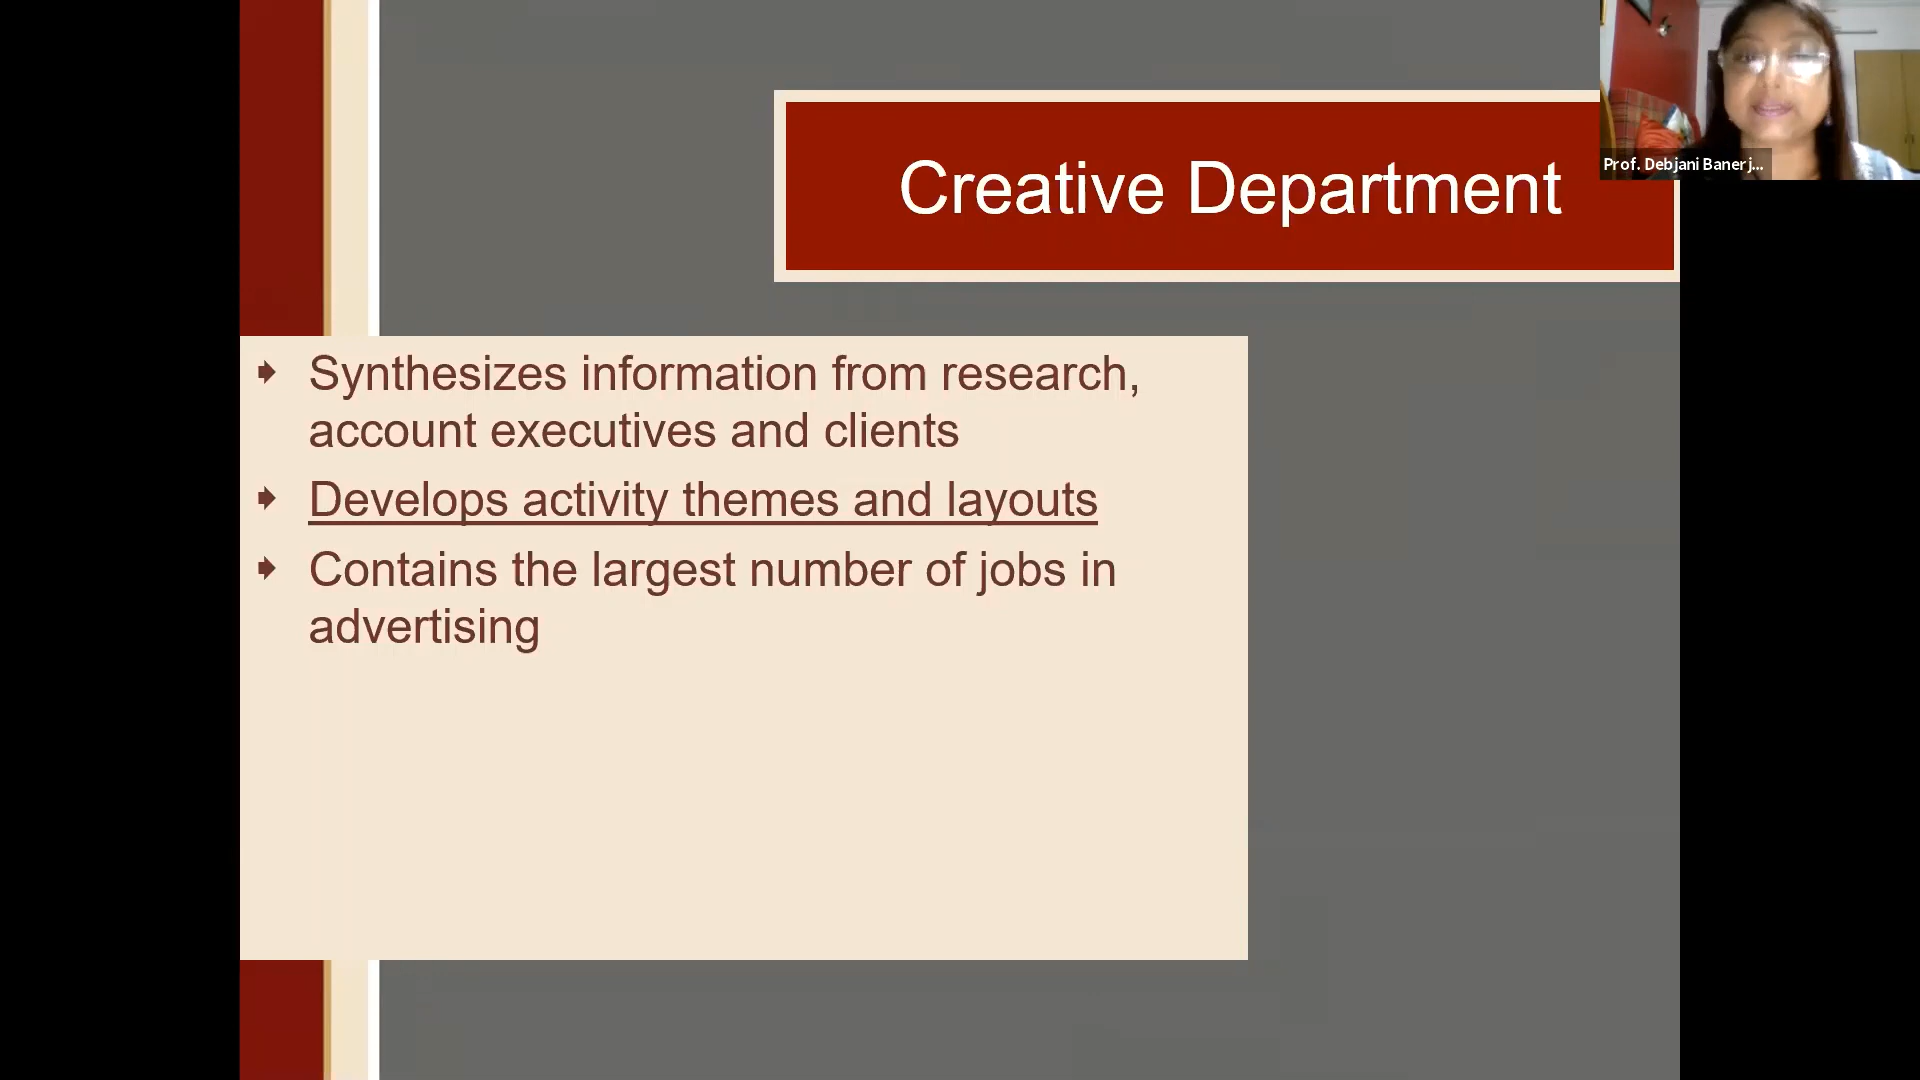 Creative Department
Prof. Debjani Banerj...
Synthesizes information from research,
account executives and clients
Develops activity themes and layouts
Contains the largest number of jobs in
advertising